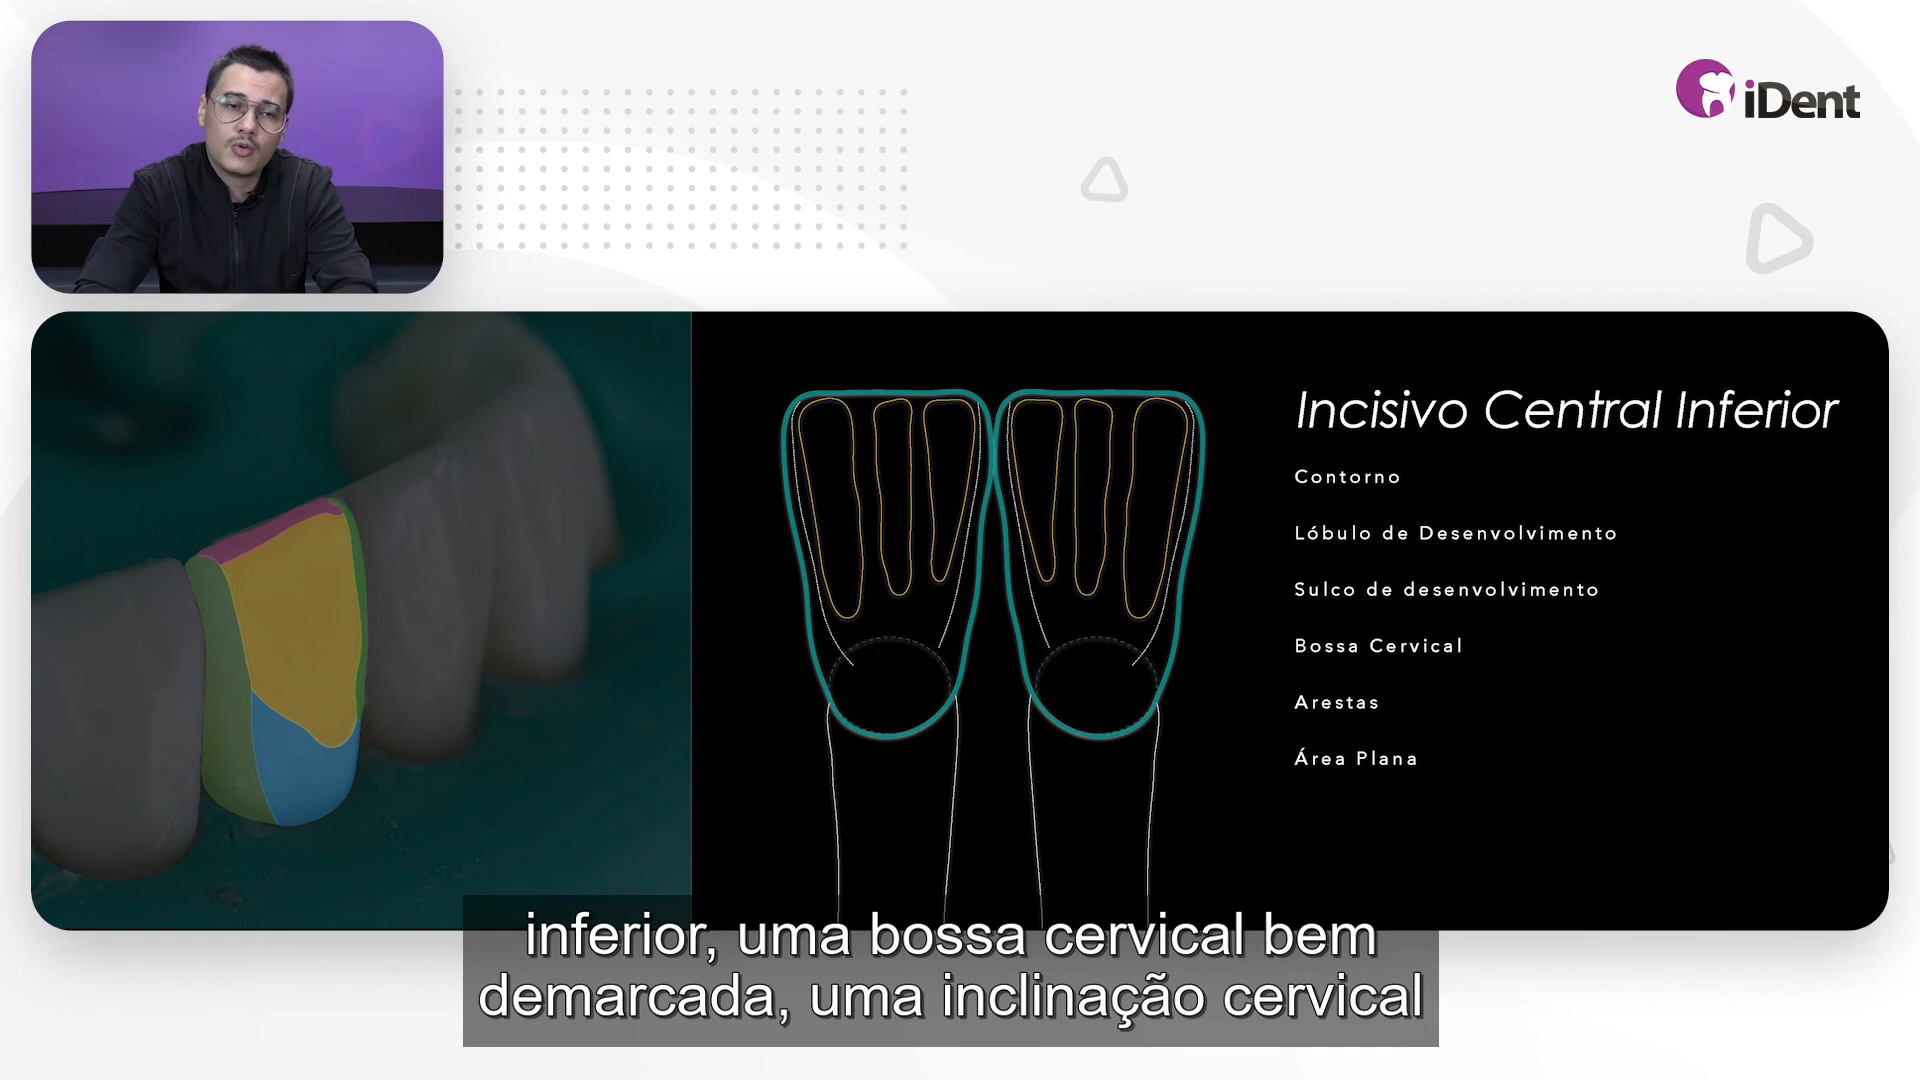 iDent
Incisivo Central Inferior
Contorno
Lóbulo de Desenvolvimento
Sulco de desenvolvimento
Bossa Cervical
Arestas
Área Plana
inferior, uma bossa cervical bem
demarcada, uma inclinação cervical